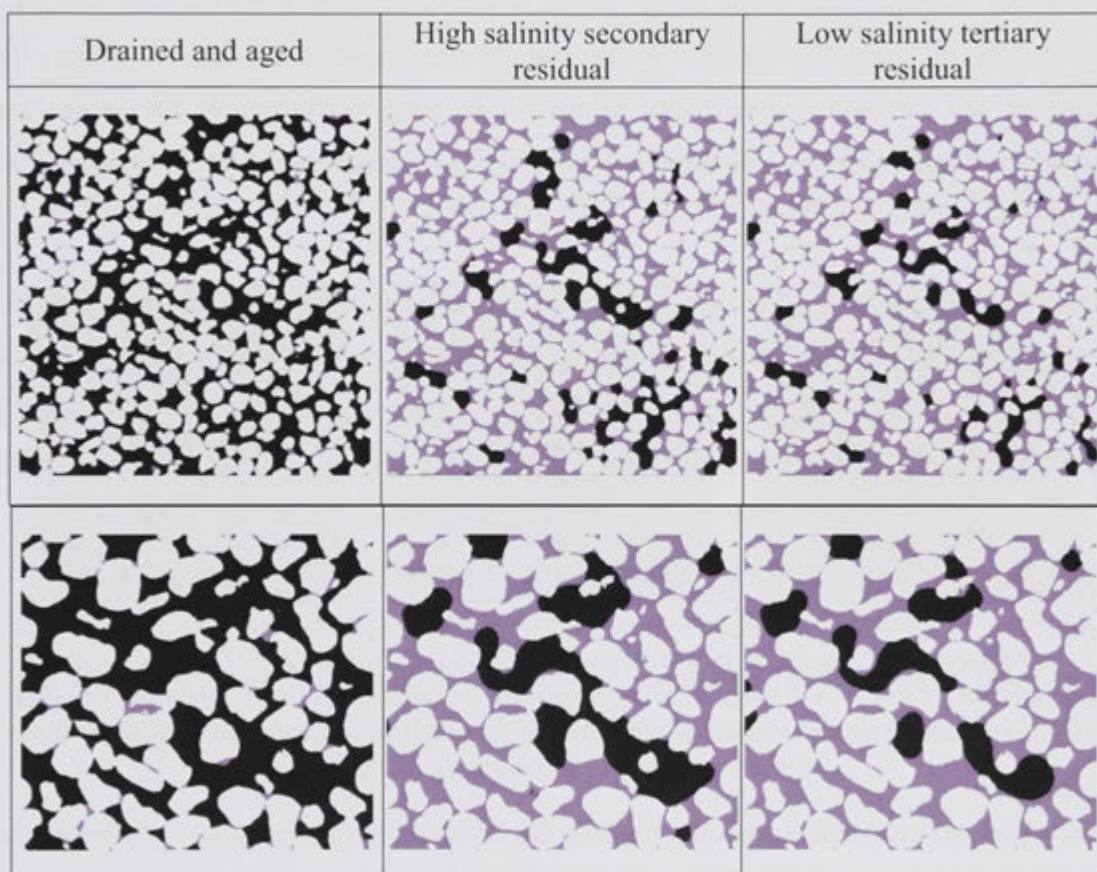 Drained and aged
High salinity secondary
residual
Low salinity tertiary
residual